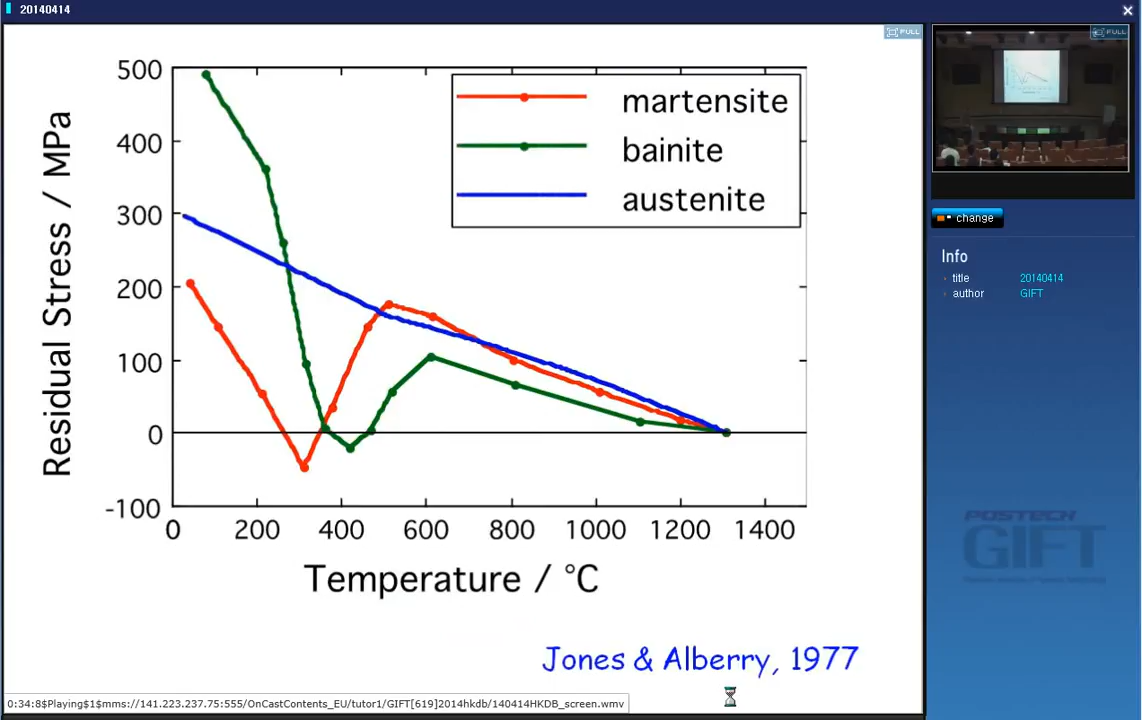 20140414
FULL
FULL
500
400
300
200
100
0
-100
Residual Stress / MPa
martensite
bainite
austenite
0 200 400 600 800 1000 1200 1400
Temperature / °C
Jones & Alberry, 1977
0:34:8$Playing$1$mms://141.223.237.75:555/OnCastContents_EU/tutor1/GIFT[619]2014hkdb/140414HKDB_screen.wmv
change
Info
title 20140414
author GIFT
POSTECH
GIFT